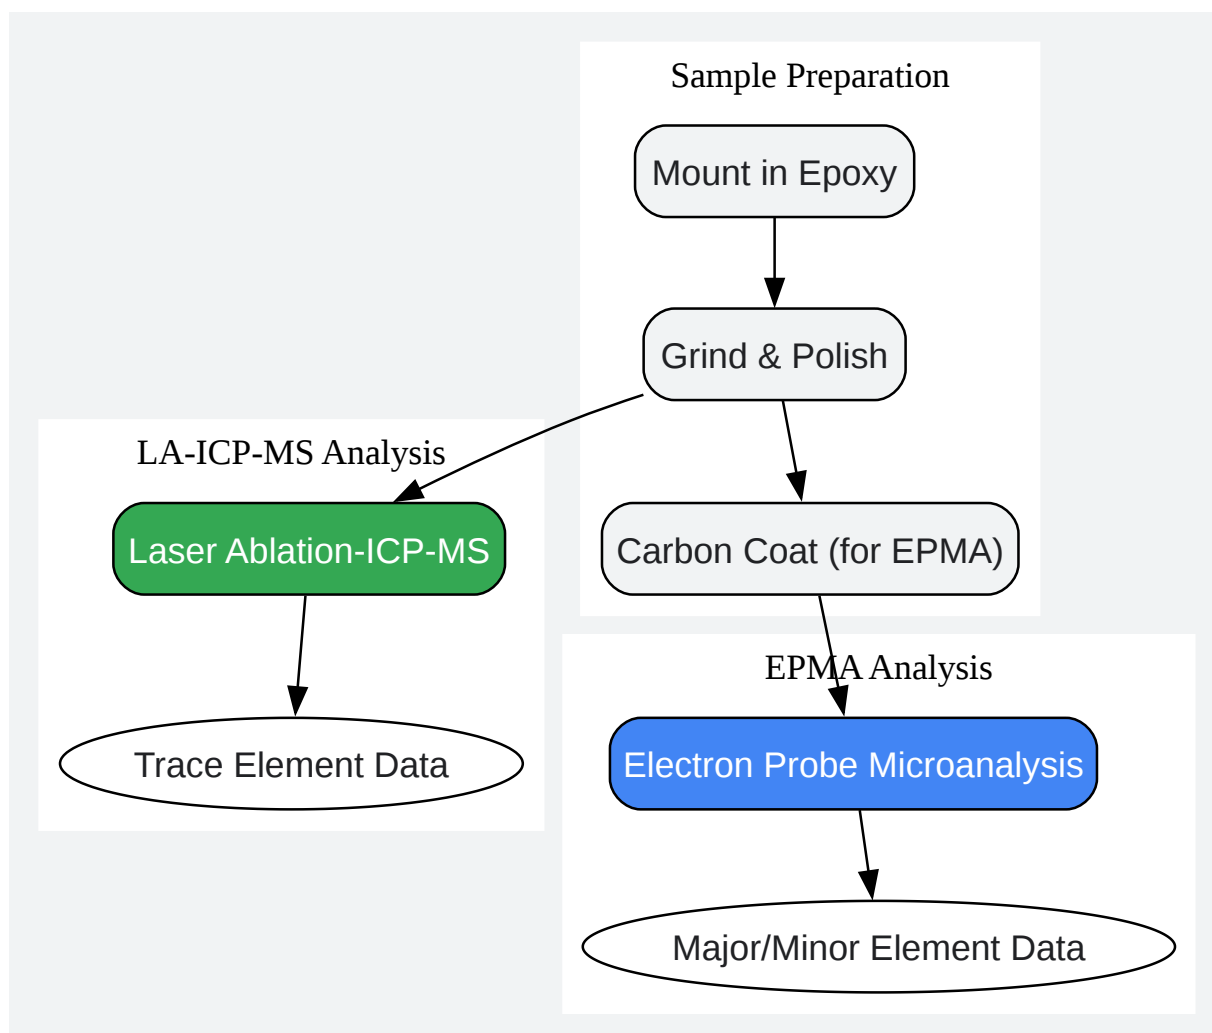 Sample Preparation
Mount in Epoxy
Grind & Polish
LA-ICP-MS Analysis
Laser Ablation-ICP-MS
Carbon Coat (for EPMA)
EPMA Analysis
Trace Element Data
Electron Probe Microanalysis
Major/Minor Element Data